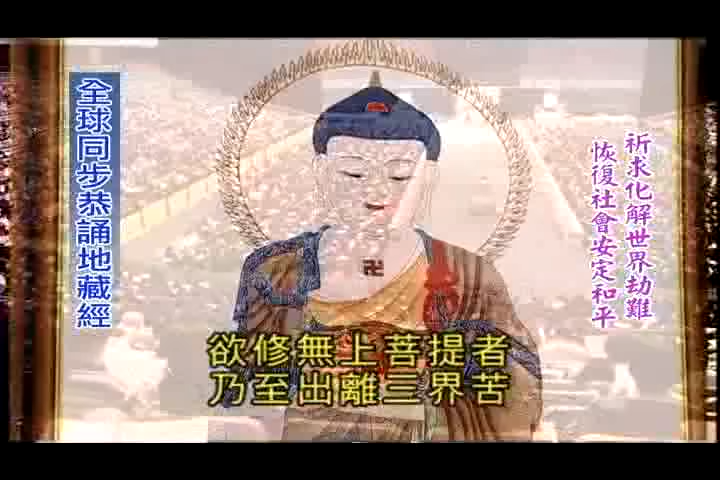 全球同步恭誦地藏經
祈求化解世界劫難
恢復社會安定和平
卍
欲修無上菩提者
乃至出離三界苦